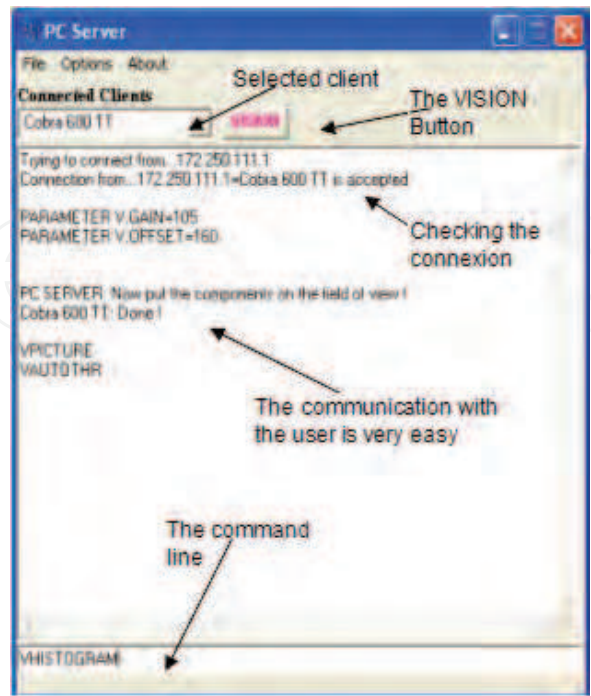 PC Server
File Options About
Selected client
Connected Clients
The VISION
Button
Cobra 600 TT
VISION
Trying to connect from...172.250.111.1
Connection from...172.250.111.1=Cobra 600 TT is accepted
PARAMETER V.GAIN=105
PARAMETER V.OFFSET=160
Checking the
connexion
PC SERVER: Now put the components on the field of view !
Cobra 600 TT: Done !
VPICTURE
VAUTOTHR
The communication with
the user is very easy
The command
line
VHISTOGRAM